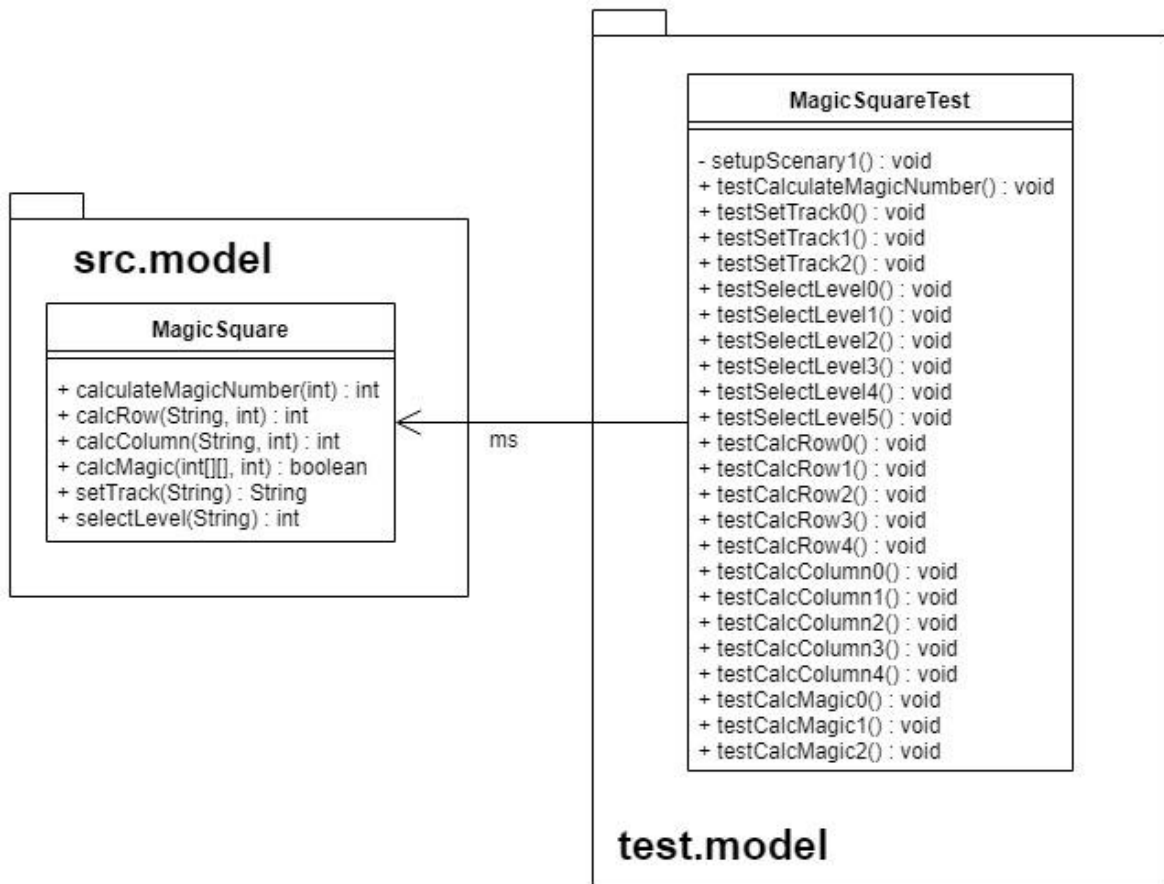 src.model
MagicSquare
+ calculateMagicNumber(int) : int
+ calcRow(String, int) : int
+ calcColumn(String, int) : int
+ calcMagic(int[][], int) : boolean
+ setTrack(String) : String
+ selectLevel(String) : int
ms
MagicSquareTest
- setupScenary1() : void
+ testCalculateMagicNumber() : void
+ testSetTrack0() : void
+ testSetTrack1() : void
+ testSetTrack2() : void
+ testSelectLevel0() : void
+ testSelectLevel1() : void
+ testSelectLevel2() : void
+ testSelectLevel3() : void
+ testSelectLevel4() : void
+ testSelectLevel5() : void
+ testCalcRow0() : void
+ testCalcRow1() : void
+ testCalcRow2() : void
+ testCalcRow3() : void
+ testCalcRow4() : void
+ testCalcColumn0() : void
+ testCalcColumn1() : void
+ testCalcColumn2() : void
+ testCalcColumn3() : void
+ testCalcColumn4() : void
+ testCalcMagic0() : void
+ testCalcMagic1() : void
+ testCalcMagic2() : void
test.model